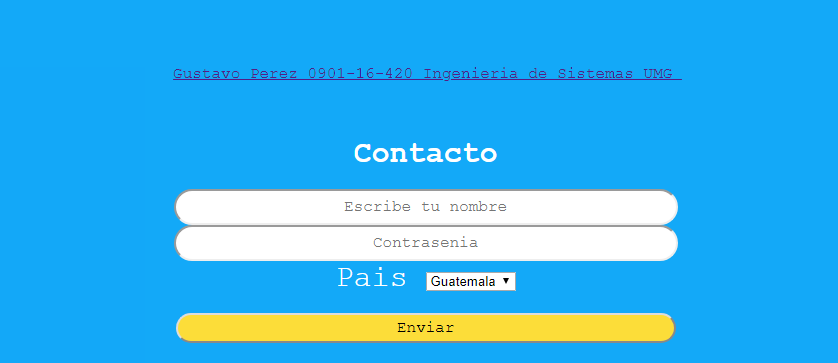 Gustavo Perez 0901-16-420 Ingenieria de Sistemas UMG
Contacto
Escribe tu nombre
Contrasenia
Pais Guatemala
Enviar